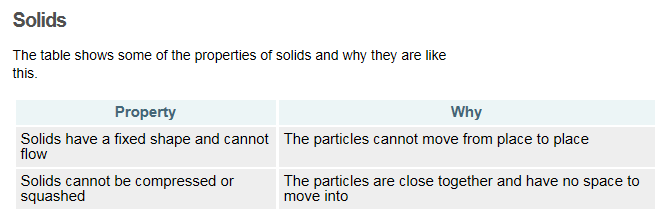 Solids
The table shows some of the properties of solids and why they are like
this.
Property Why
Solids have a fixed shape and cannot
flow
The particles cannot move from place to place
Solids cannot be compressed or
squashed
The particles are close together and have no space to
move into